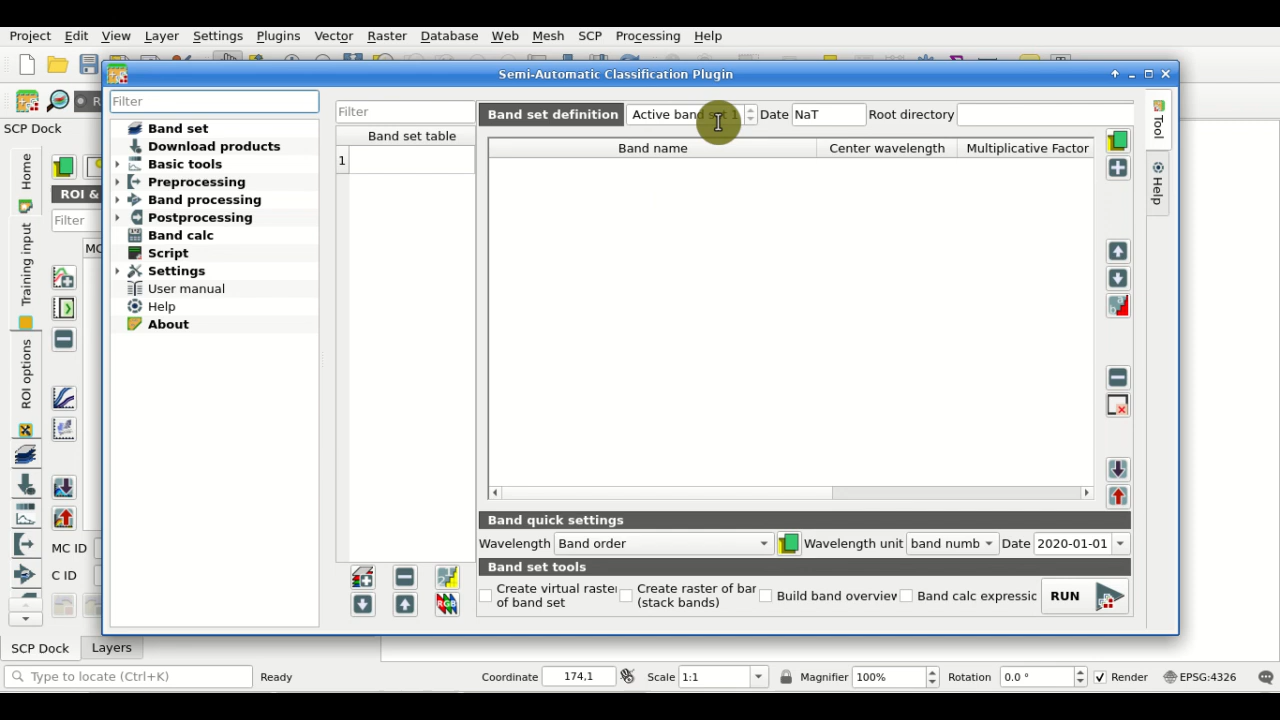 Project Edit View Layer Settings Plugins Vector Raster Database Web Mesh SCP Processing Help
Semi-Automatic Classification Plugin
Filter
Filter
Band set definition Active band set 1 Date NaT Root directory
SCP Dock
Band set
Band set table
Tool
Download products
Band name Center wavelength Multiplicative Factor
Home
Basic tools
1
Preprocessing
Help
ROI &
Band processing
Filter
Postprocessing
Training input
Band calc
MC
Script
Settings
User manual
Help
About
ROI options
Band quick settings
Wavelength Band order Wavelength unit band numb Date 2020-01-01
MC ID
Band set tools
C ID
Create virtual raster
of band set
Create raster of bar
(stack bands)
Build band overview
Band calc expressic
RUN
SCP Dock Layers
Type to locate (Ctrl+K) Ready Coordinate 174,1 Scale 1:1 Magnifier 100% Rotation 0.0 ° Render EPSG:4326